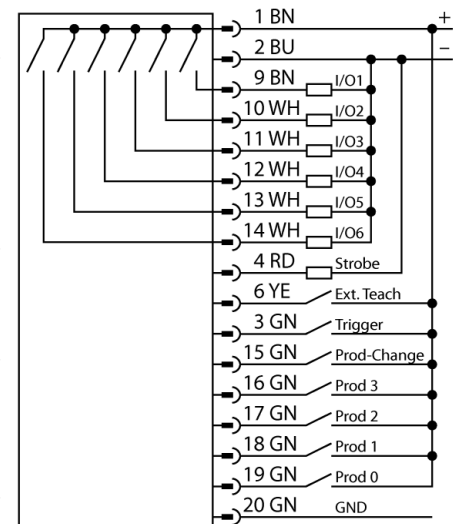 1 BN +
2 BU −
9 BN I/O1
10 WH I/O2
11 WH I/O3
12 WH I/O4
13 WH I/O5
14 WH I/O6
4 RD Strobe
6 YE Ext. Teach
3 GN Trigger
15 GN Prod-Change
16 GN Prod 3
17 GN Prod 2
18 GN Prod 1
19 GN Prod 0
20 GN GND